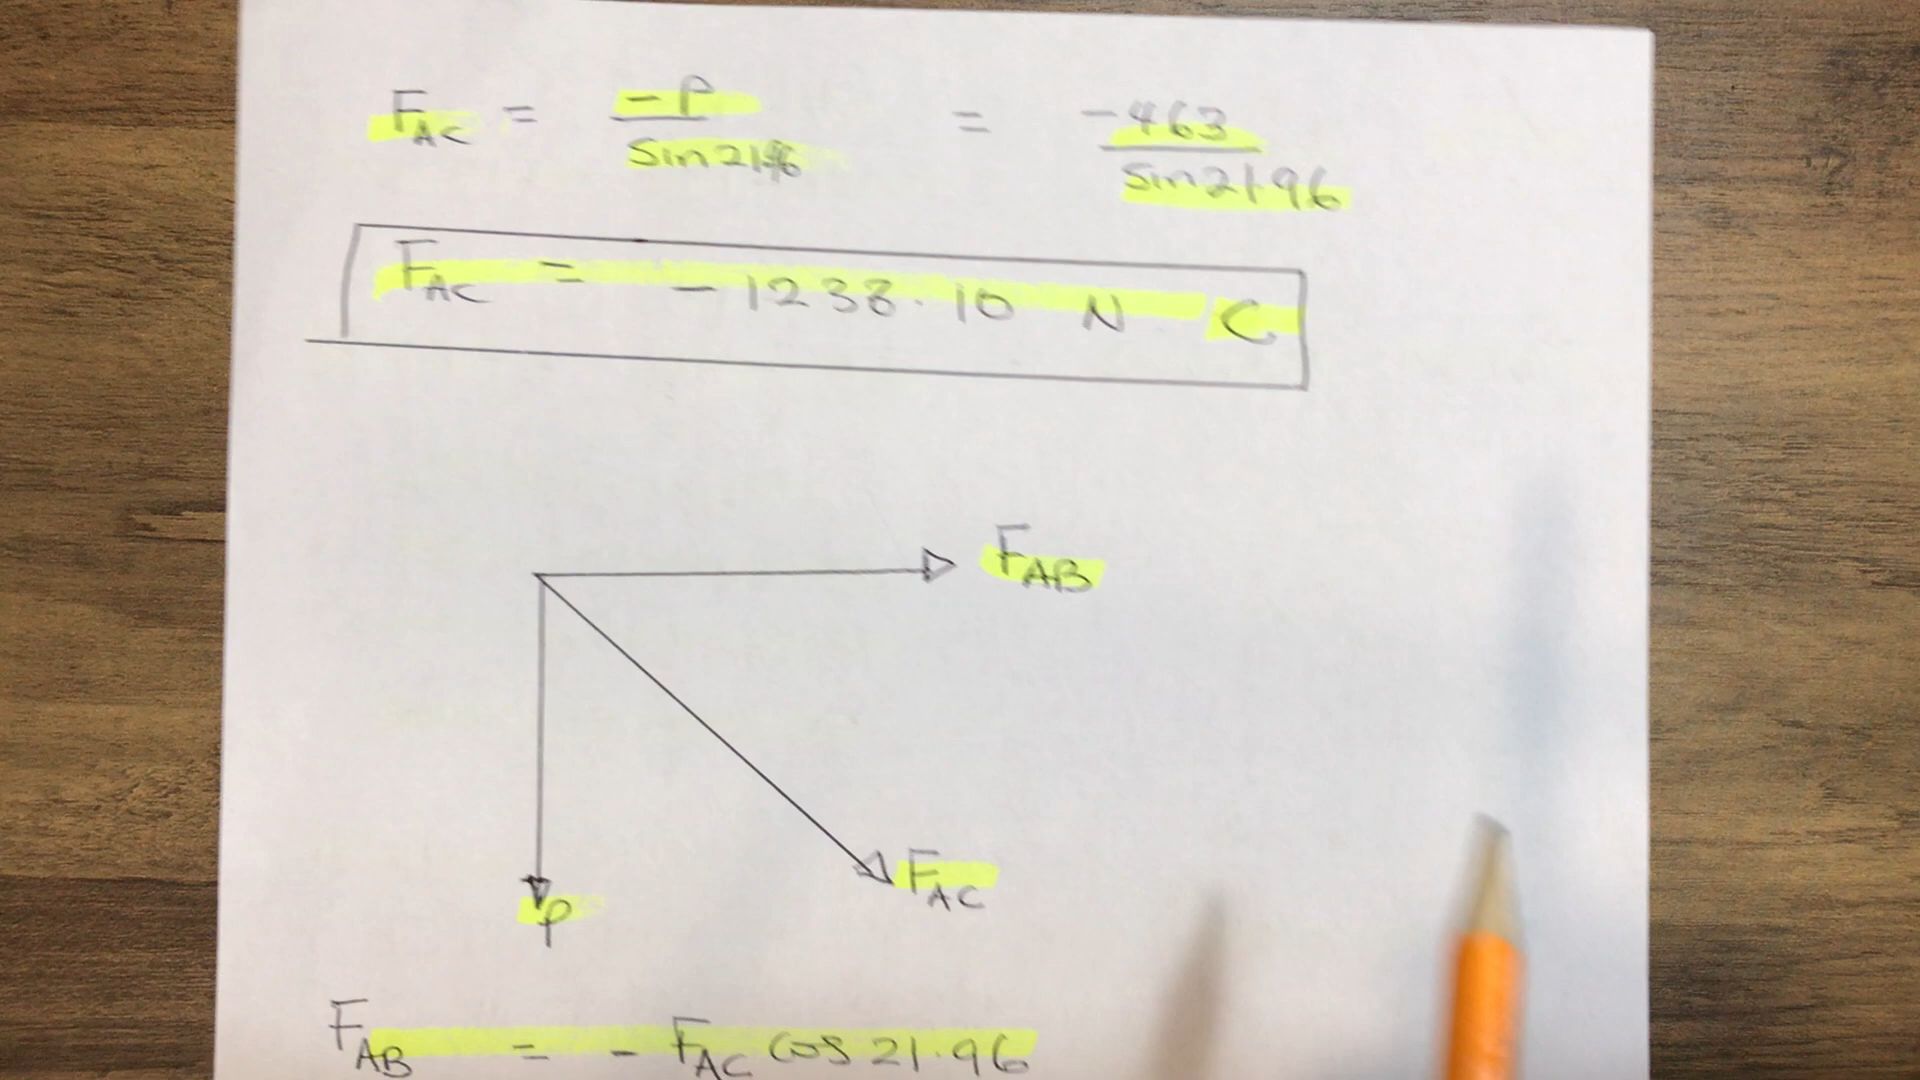 F_AC = -P / Sin 21.96 = -463 / Sin 21.96
F_AC = -1238.10 N C
F_AB
F_AC
P
F_AB = - F_AC Cos 21.96